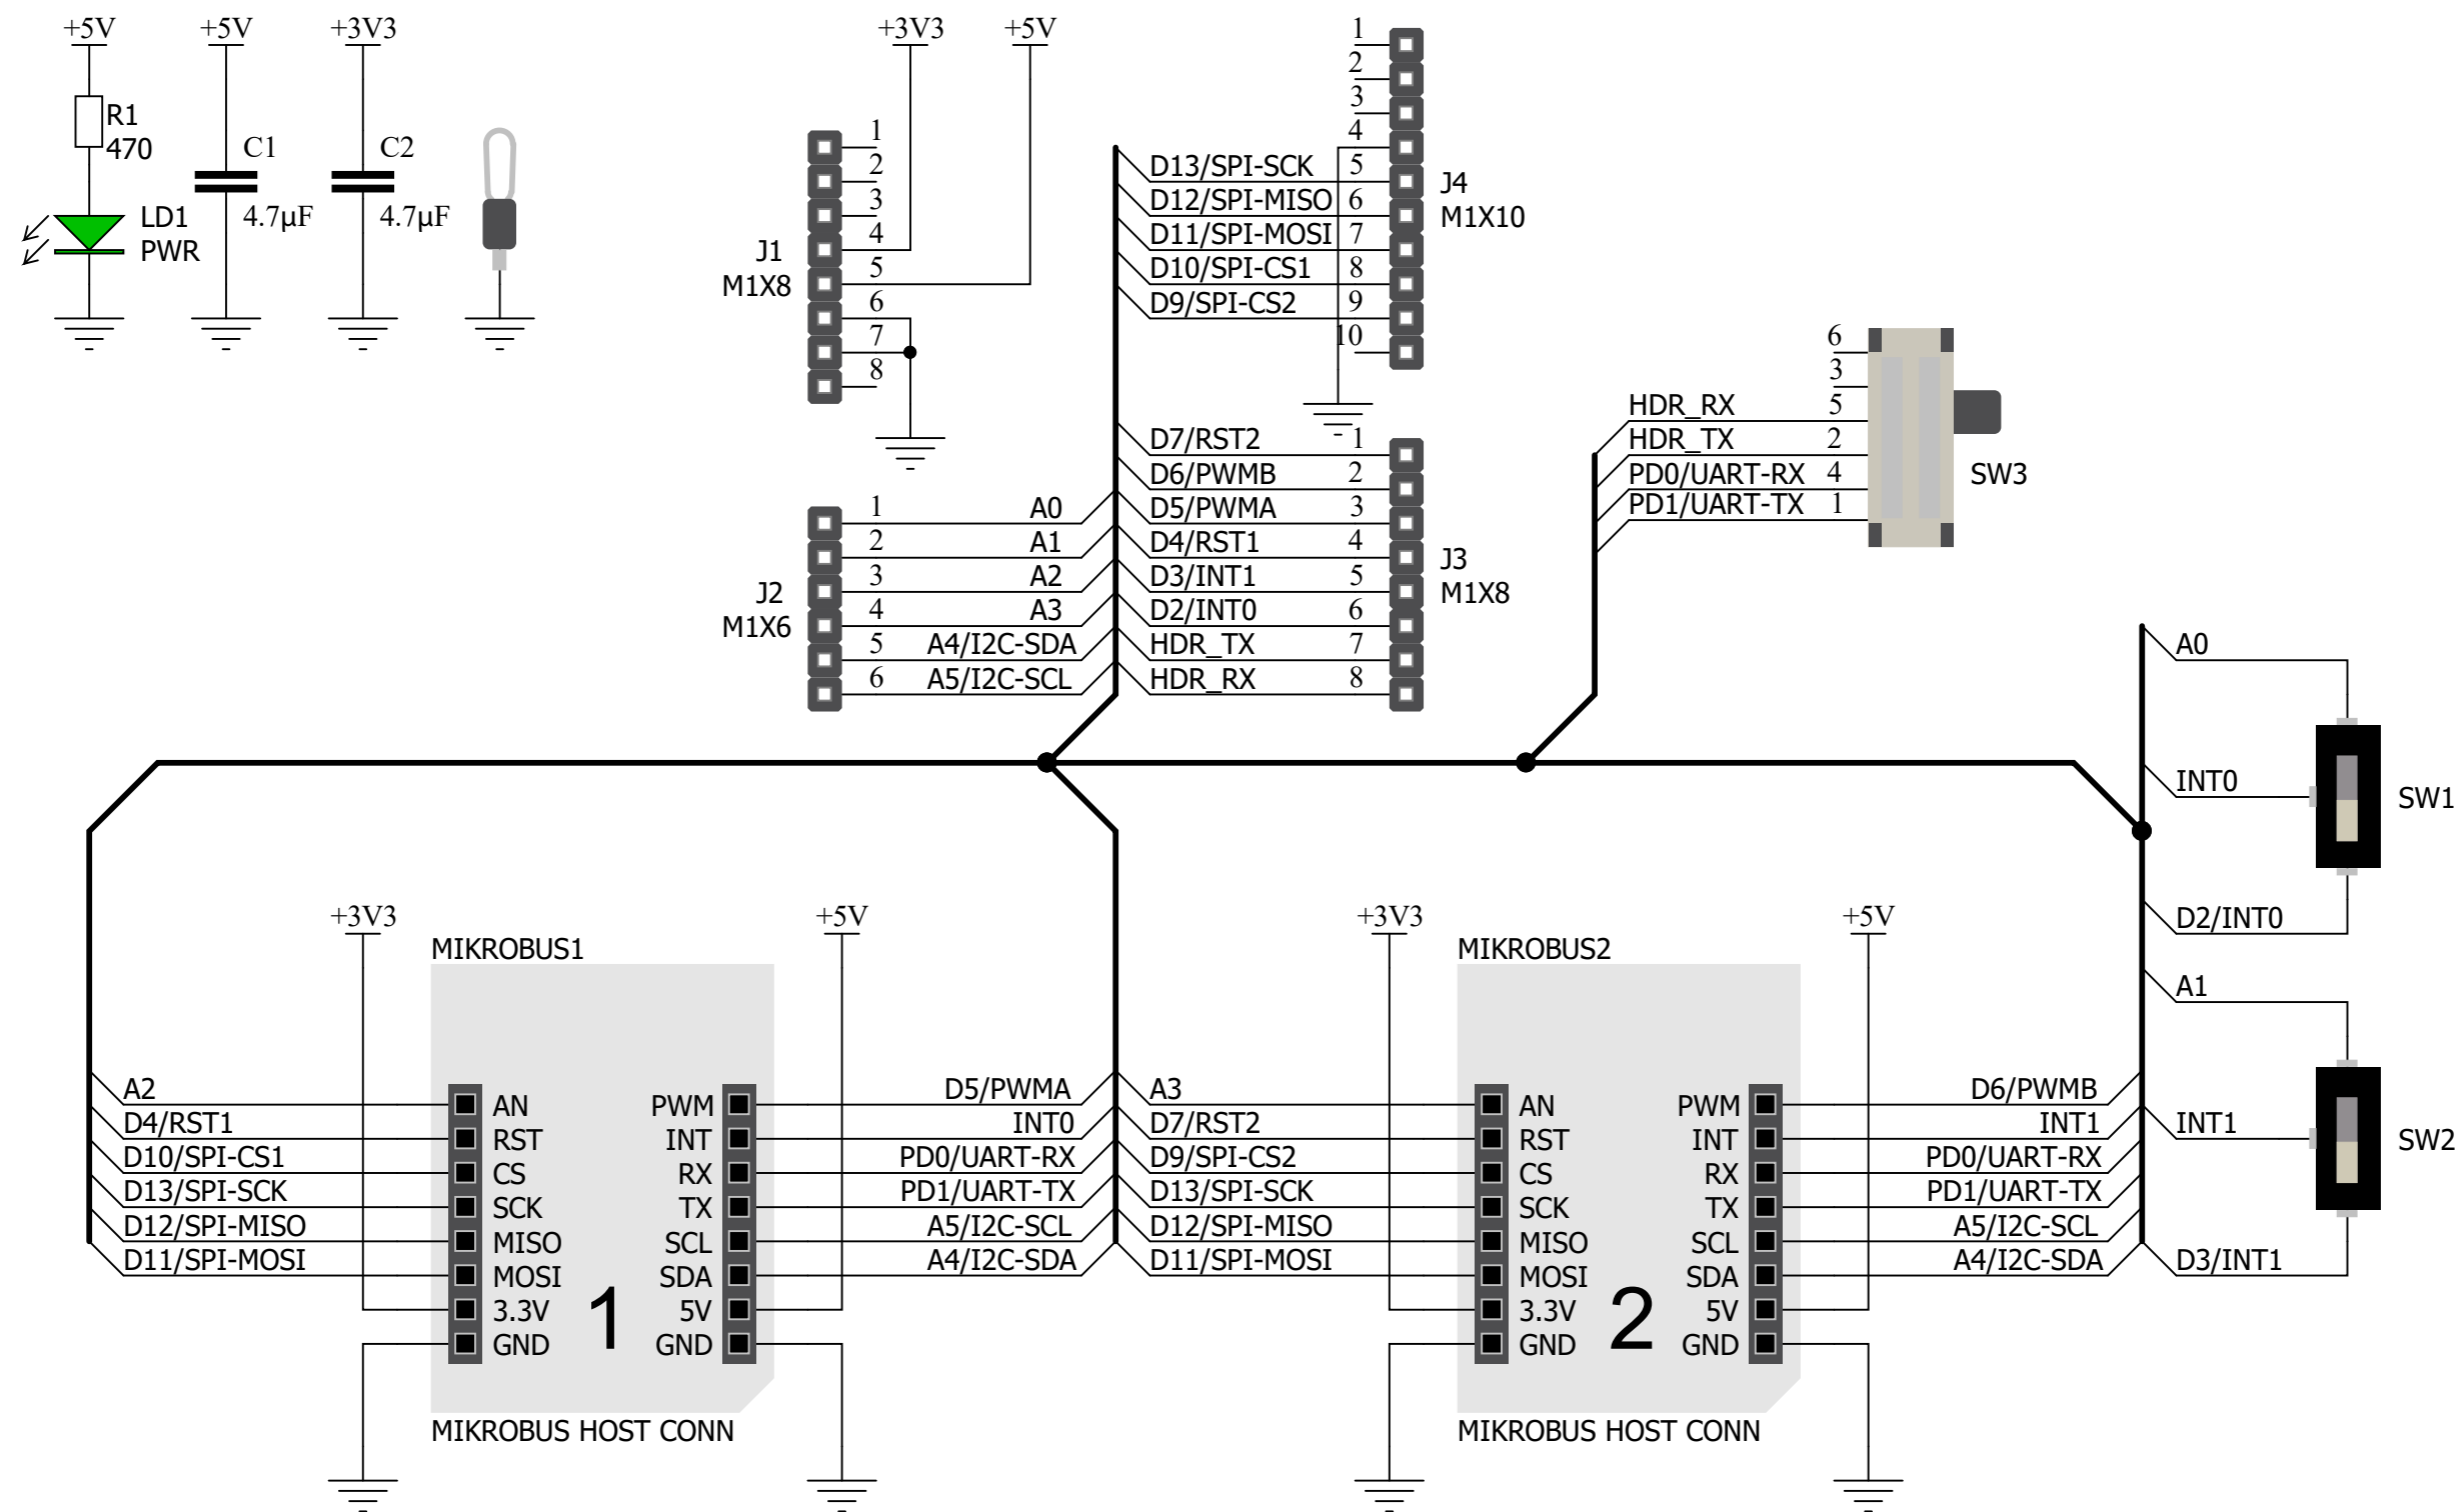 +5V
R1
470
LD1
PWR
+5V
C1
4.7µF
+3V3
C2
4.7µF
+3V3
+5V
1
2
3
4
5
6
7
8
J1
M1X8
1
2
3
4
5
6
7
8
9
10
D13/SPI-SCK
D12/SPI-MISO
D11/SPI-MOSI
D10/SPI-CS1
D9/SPI-CS2
J4
M1X10
J2
M1X6
1 A0
2 A1
3 A2
4 A3
5 A4/I2C-SDA
6 A5/I2C-SCL
D7/RST2 1
D6/PWMB 2
D5/PWMA 3
D4/RST1 4
D3/INT1 5
D2/INT0 6
HDR_TX 7
HDR_RX 8
J3
M1X8
6
3
HDR_RX 5
HDR_TX 2
PD0/UART-RX 4
PD1/UART-TX 1
SW3
A0
INT0
D2/INT0
SW1
A1
INT1
D3/INT1
SW2
+3V3
+5V
MIKROBUS1
A2 AN PWM D5/PWMA
D4/RST1 RST INT INT0
D10/SPI-CS1 CS RX PD0/UART-RX
D13/SPI-SCK SCK TX PD1/UART-TX
D12/SPI-MISO MISO SCL A5/I2C-SCL
D11/SPI-MOSI MOSI SDA A4/I2C-SDA
3.3V 5V
GND GND
1
MIKROBUS HOST CONN
+3V3
+5V
MIKROBUS2
A3 AN PWM D6/PWMB
D7/RST2 RST INT INT1
D9/SPI-CS2 CS RX PD0/UART-RX
D13/SPI-SCK SCK TX PD1/UART-TX
D12/SPI-MISO MISO SCL A5/I2C-SCL
D11/SPI-MOSI MOSI SDA A4/I2C-SDA
3.3V 5V
GND GND
2
MIKROBUS HOST CONN